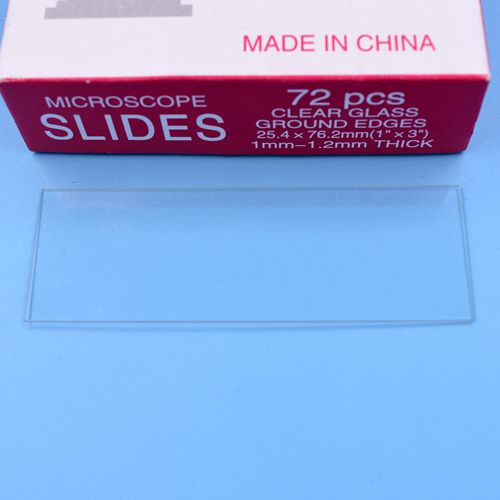 MADE IN CHINA
MICROSCOPE
SLIDES
72 pcs
CLEAR GLASS
GROUND EDGES
25.4 x 76.2mm(1" x 3")
1mm-1.2mm THICK